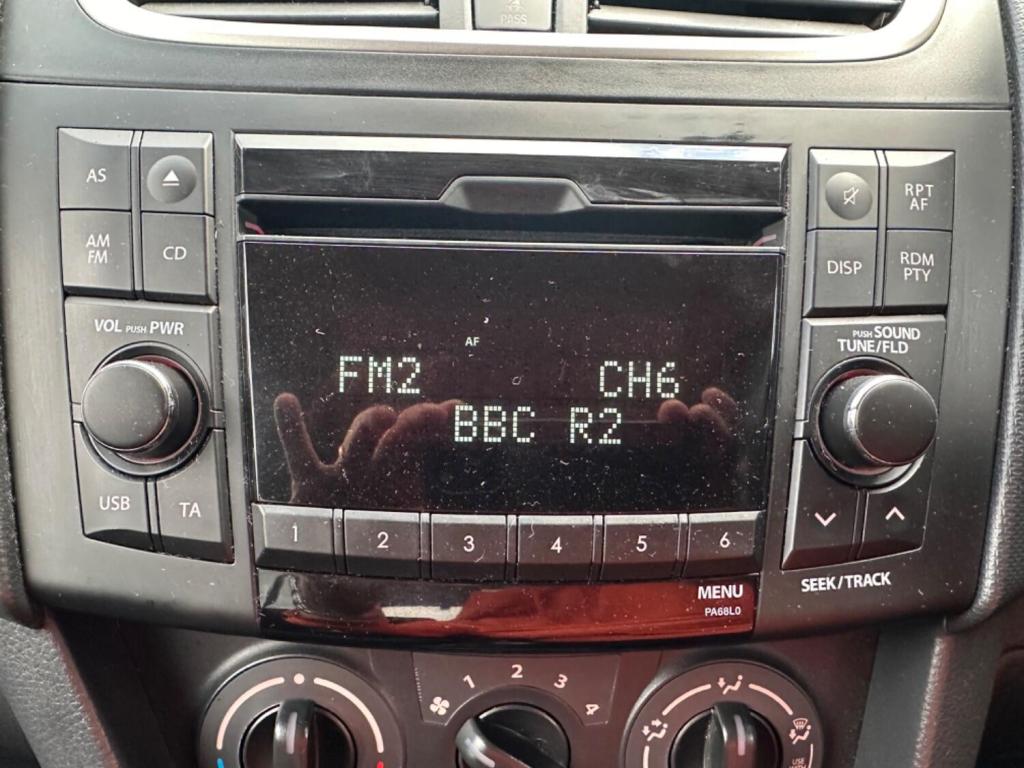 PASS
AS
AM
FM
CD
VOL PUSH PWR
USB
TA
AF
FM2 CH6
BBC R2
1 2 3 4 5 6
MENU
PA68L0
RPT
AF
DISP
RDM
PTY
PUSH SOUND
TUNE/FLD
SEEK/TRACK
1 2 3 4